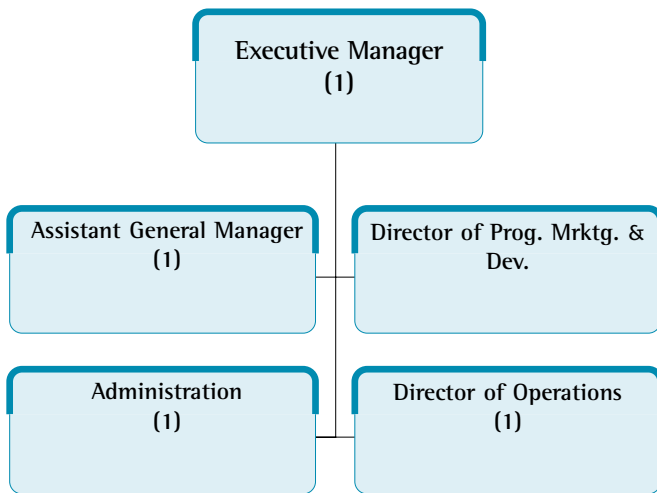 Executive Manager
(1)
Assistant General Manager
(1)
Director of Prog. Mrktg. &
Dev.
Administration
(1)
Director of Operations
(1)